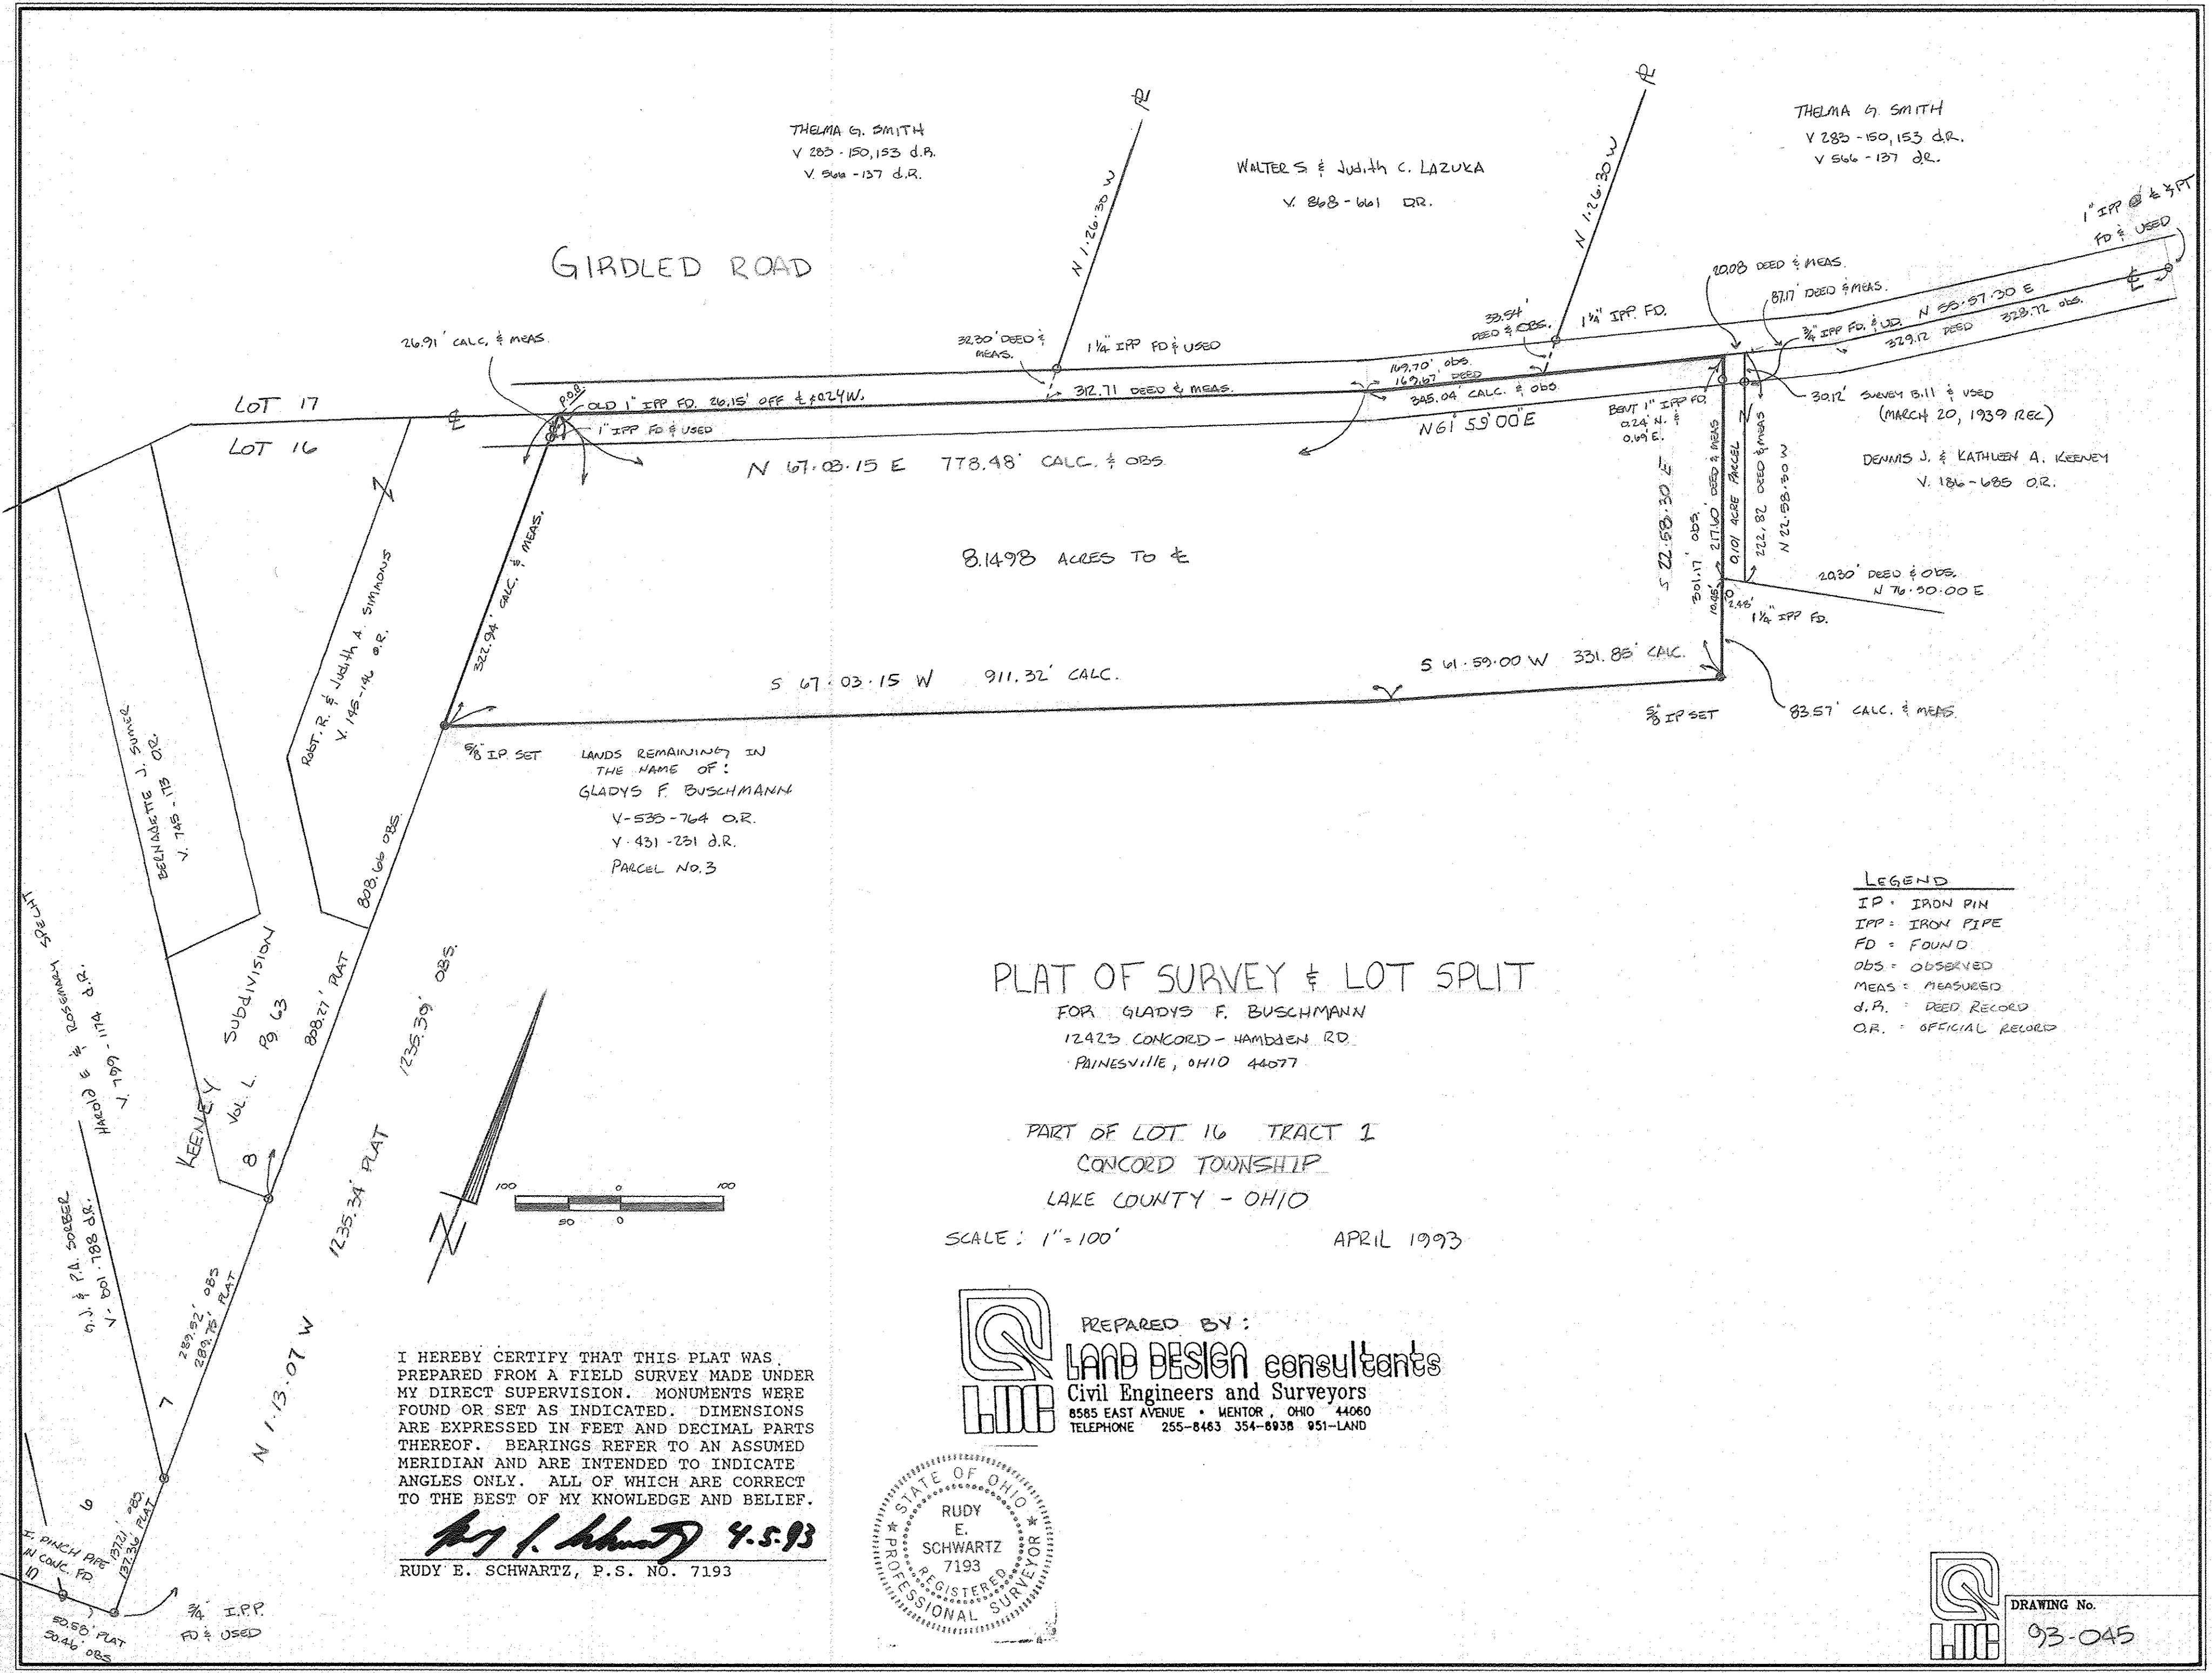 THELMA G. SMITH
V 283-150,153 d.R.
V. 566-137 d.R.
WALTER S. & Judith C. LAZUKA
V. 868-661 D.R.
THELMA G. SMITH
V 283-150,153 d.R.
V 566-137 d.R.
GIRDLED ROAD
N 1·26·30 W
N 1·26·30 W
1" IPP @ ℄ ∡ PT
FD & USED
20.08 DEED & MEAS.
87.17' DEED & MEAS.
N 55·57·30 E
3/4" IPP FD. & UD.
329.12 DEED 328.72 obs.
℄
26.91' CALC. & MEAS.
32.30' DEED &
MEAS.
1 1/4" IPP FD & USED
33.54'
DEED & OBS.
1 1/4" IPP. FD.
P.O.B.
OLD 1" IPP FD. 26.15' OFF ℄ & 0.24 W.
1" IPP FD & USED
312.71 DEED & MEAS.
169.70' obs.
169.67' DEED
345.04' CALC. & obs
N 61° 59' 00" E
BENT 1" IPP FD.
0.24' N. &
0.69' E.
30.12' SURVEY B.11 & USED
(MARCH 20, 1939 REC)
LOT 17
LOT 16
℄
N 67·03·15 E 778.48' CALC. & OBS.
DENNIS J. & KATHLEEN A. KEENEY
V. 186-685 O.R.
S 22·58·30 E
301.17' obs.
10.45'
217.60' DEED & MEAS
0.101 ACRE PARCEL
222.82 DEED & MEAS
N 22·58·30 W
20.30' DEED & Obs.
N 76·50·00 E
2.48'
1 1/4" IPP FD.
322.94' CALC. & MEAS.
8.1498 ACRES TO ℄
S 67·03·15 W 911.32' CALC.
S 61·59·00 W 331.85' CALC.
5/8" IP SET
83.57' CALC. & MEAS.
5/8" I.P. SET
LANDS REMAINING IN
THE NAME OF:
GLADYS F. BUSCHMANN
V-535-764 O.R.
V-431-231 d.R.
PARCEL NO.3
Robt. R. & Judith A. SIMMONS
V. 145-146 O.R.
BERNADETTE J. SUMNER
V. 745-173 O.R.
808.66 OBS.
808.27' PLAT
HAROLD E & ROSEMARY SPECHT
V. 799-1174 d.R.
KEENEY Subdivision
VOL. L. Pg. 63
8
G.J. & P.A. SORBER
V-801-788 d.R.
1235.39' OBS.
1235.34' PLAT
N 1·13·07 W
289.52' OBS
289.75' PLAT
7
6
137.21' OBS.
137.36' PLAT
PINCH PIPE
IN CONC. FD.
50.58' PLAT
50.46' OBS
3/4" I.P.P.
FD & USED
N
100 0 100
50 0
LEGEND
IP = IRON PIN
IPP = IRON PIPE
FD = FOUND
Obs = OBSERVED
MEAS = MEASURED
d.R. = DEED RECORD
O.R. = OFFICIAL RECORD
PLAT OF SURVEY & LOT SPLIT
FOR GLADYS F. BUSCHMANN
12423 CONCORD-HAMBDEN RD.
PAINESVILLE, OHIO 44077
PART OF LOT 16 TRACT 1
CONCORD TOWNSHIP
LAKE COUNTY - OHIO
SCALE: 1"=100' APRIL 1993
PREPARED BY:
LDC
LAND DESIGN consultants
Civil Engineers and Surveyors
8585 EAST AVENUE • MENTOR, OHIO 44060
TELEPHONE 255-8463 354-6938 951-LAND
I HEREBY CERTIFY THAT THIS PLAT WAS
PREPARED FROM A FIELD SURVEY MADE UNDER
MY DIRECT SUPERVISION. MONUMENTS WERE
FOUND OR SET AS INDICATED. DIMENSIONS
ARE EXPRESSED IN FEET AND DECIMAL PARTS
THEREOF. BEARINGS REFER TO AN ASSUMED
MERIDIAN AND ARE INTENDED TO INDICATE
ANGLES ONLY. ALL OF WHICH ARE CORRECT
TO THE BEST OF MY KNOWLEDGE AND BELIEF.
4.5.93
RUDY E. SCHWARTZ, P.S. NO. 7193
STATE OF OHIO
RUDY
E.
SCHWARTZ
7193
REGISTERED
PROFESSIONAL SURVEYOR
LDC
DRAWING No.
93-045